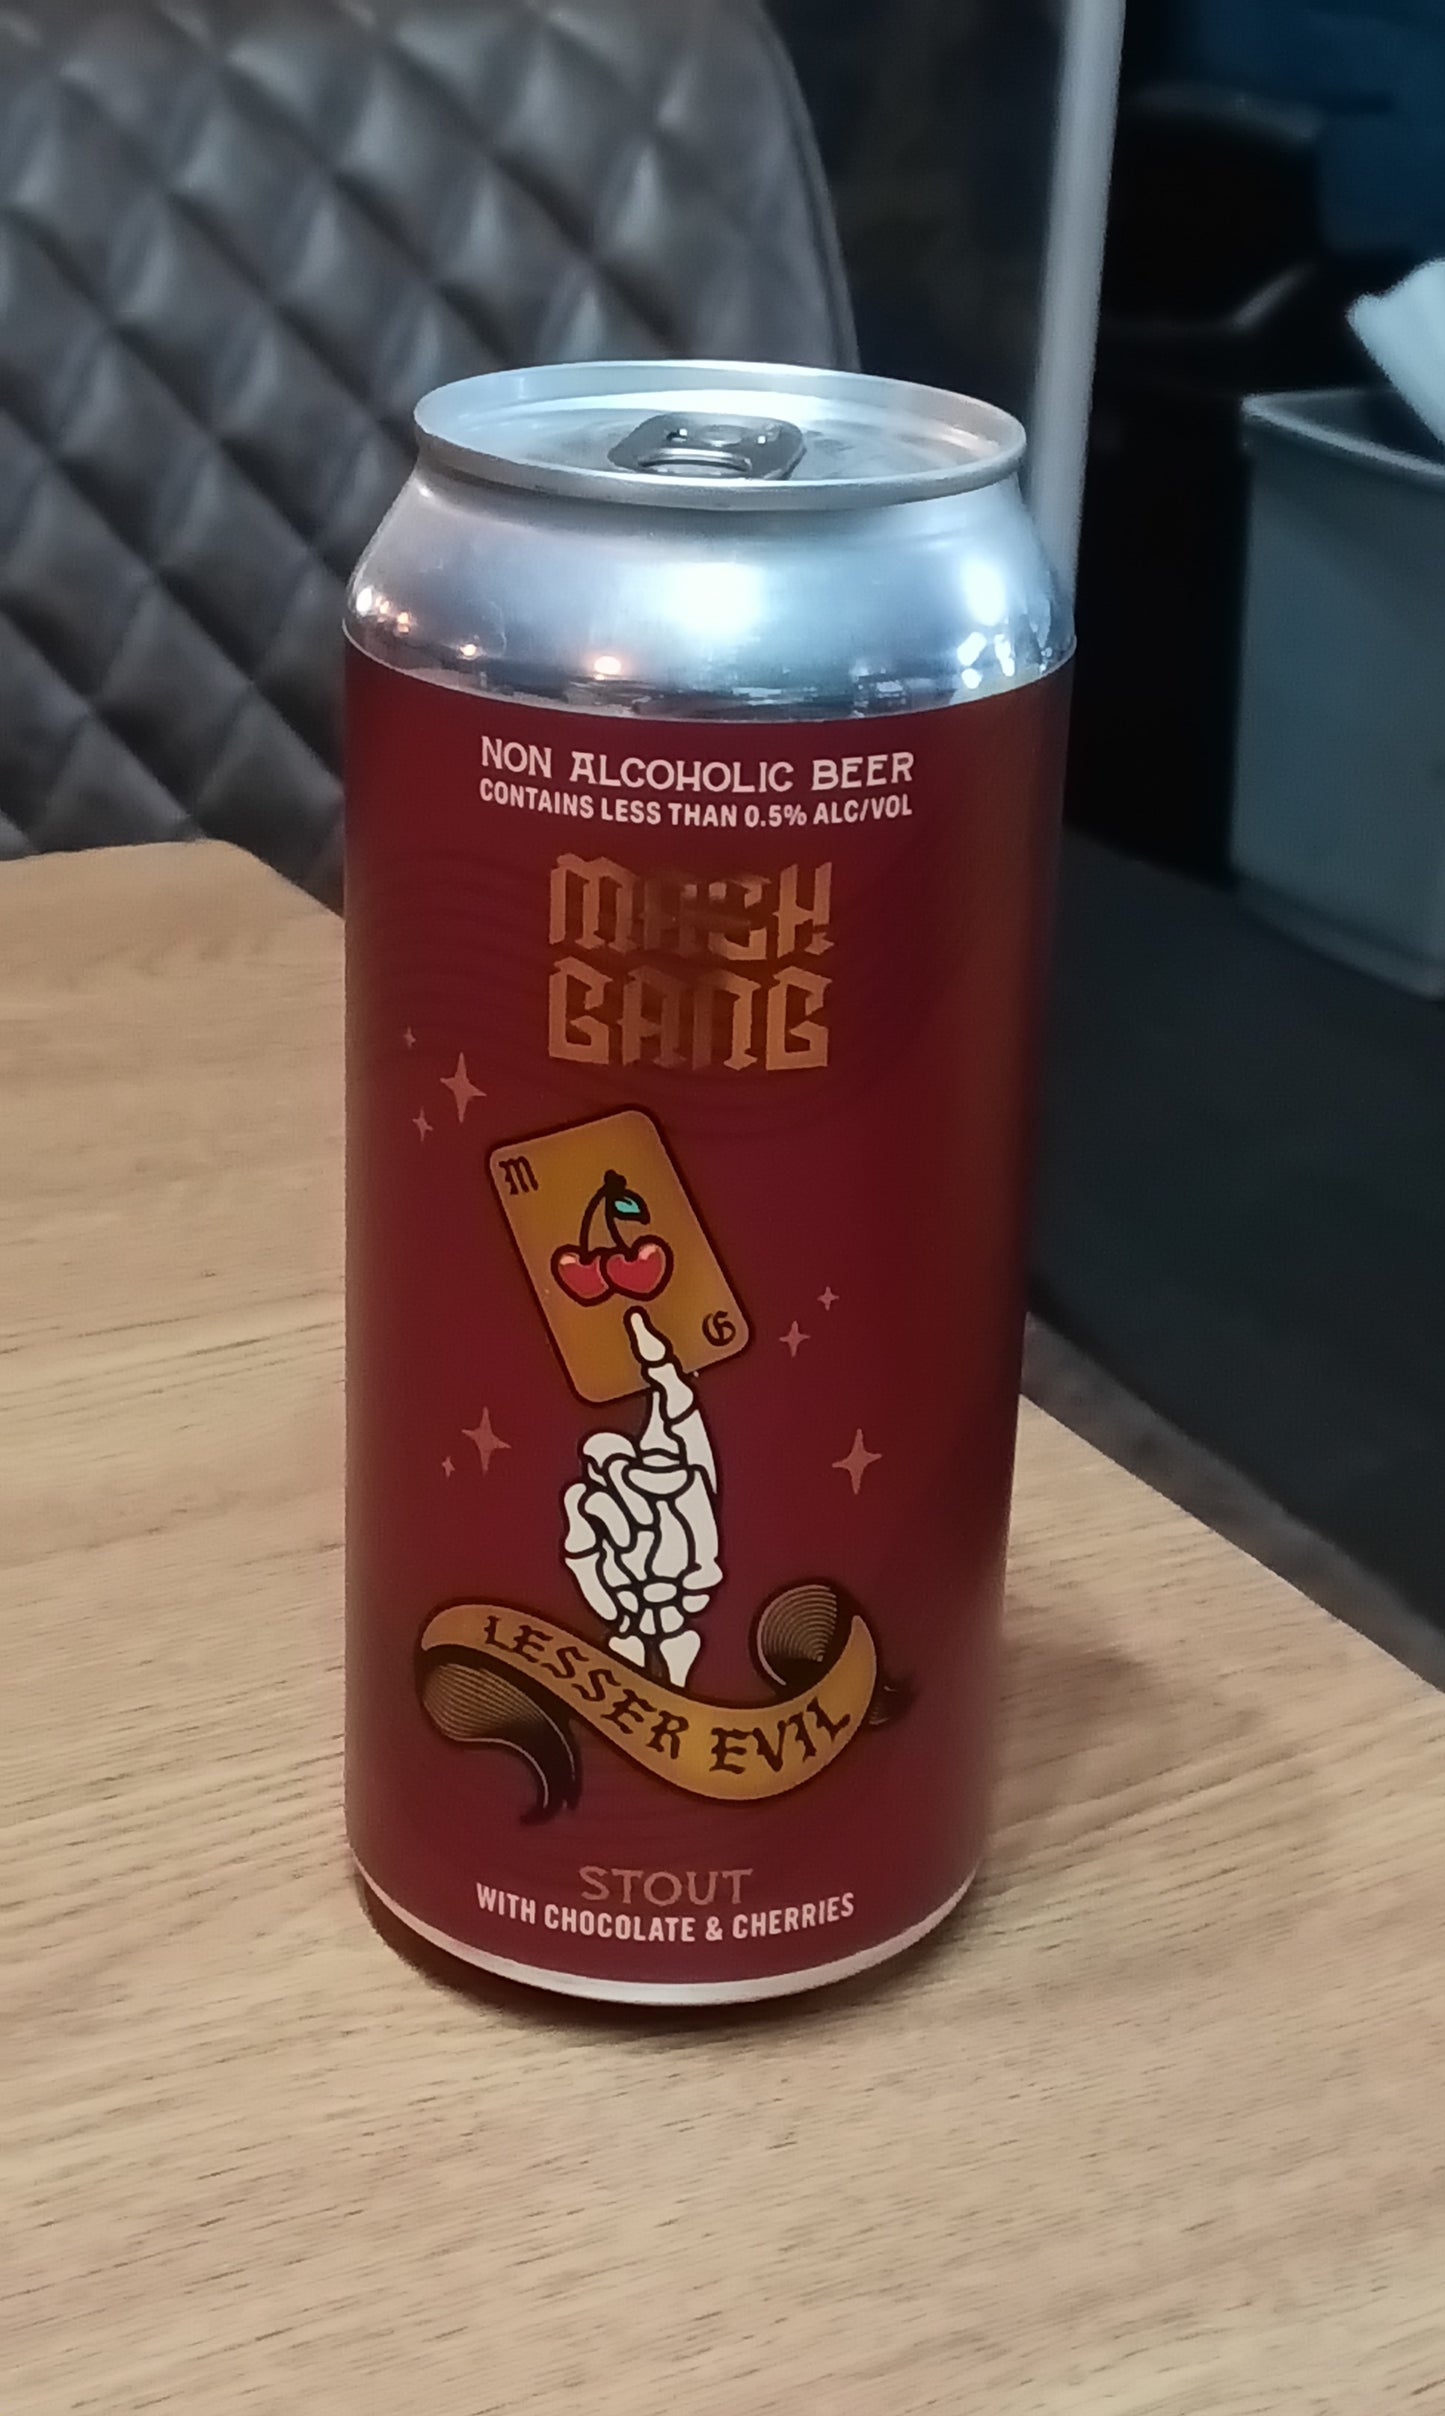 NON ALCOHOLIC BEER
CONTAINS LESS THAN 0.5% ALC/VOL
MASH
GANG
M
G
LESSER EVIL
STOUT
WITH CHOCOLATE & CHERRIES